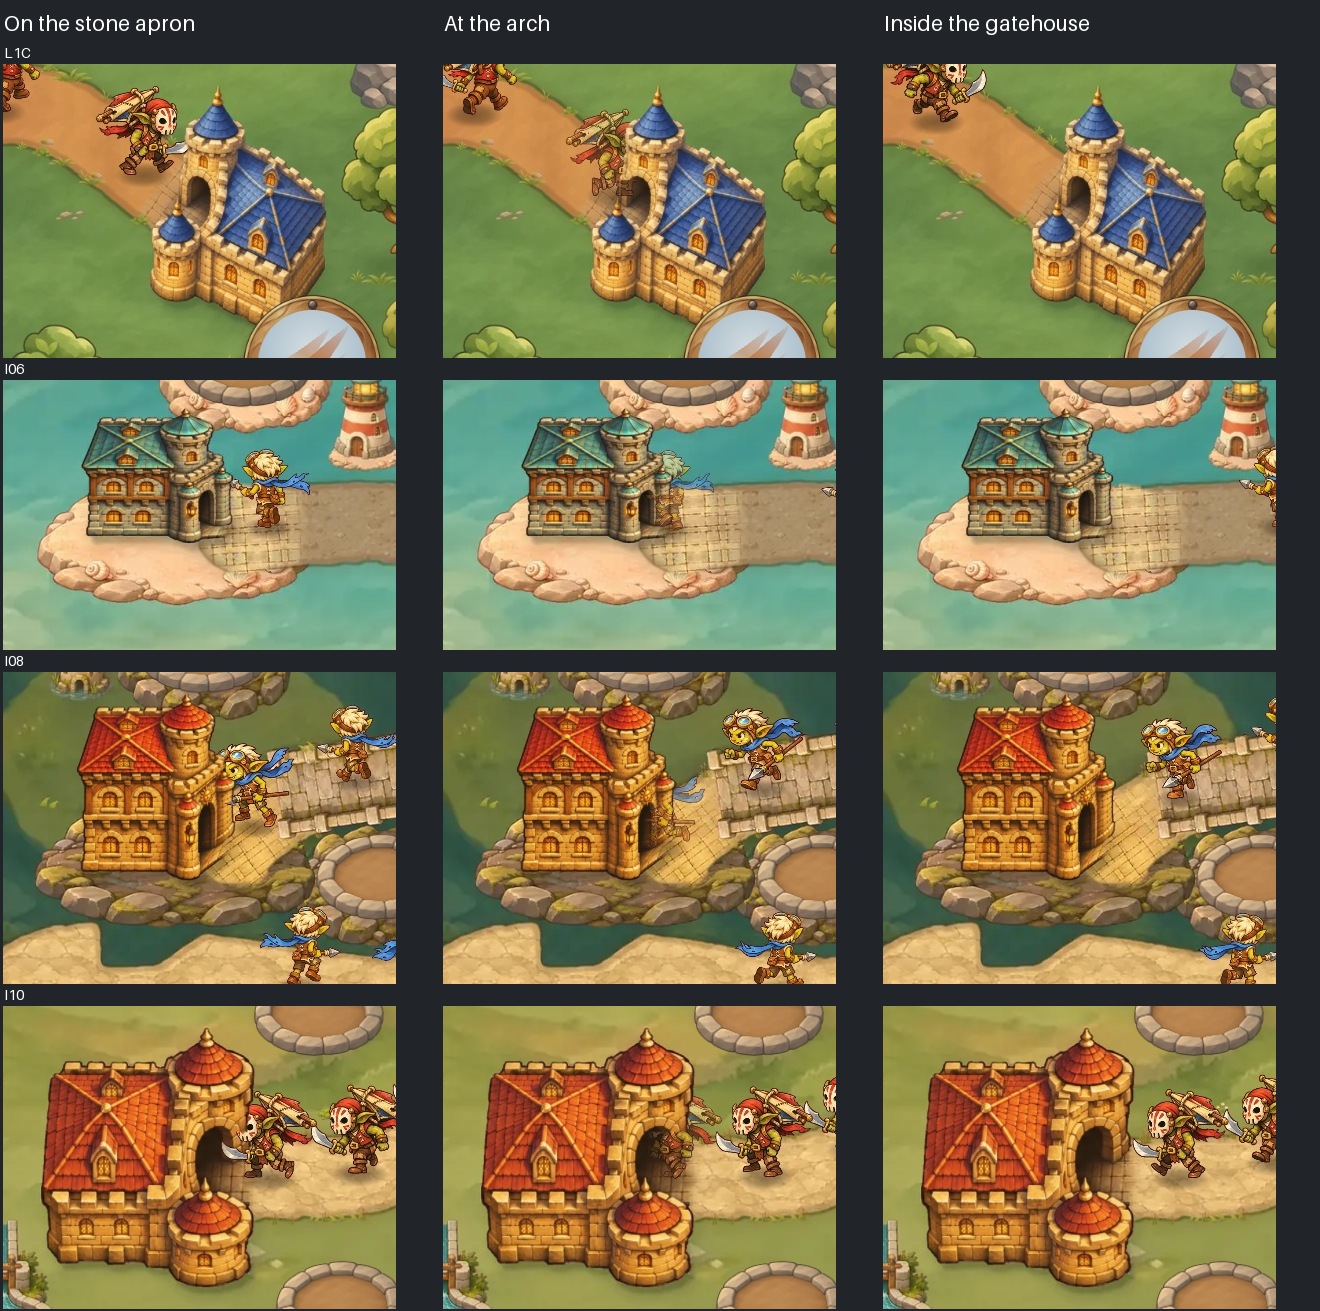 On the stone apron
At the arch
Inside the gatehouse
L1C
I06
I08
I10